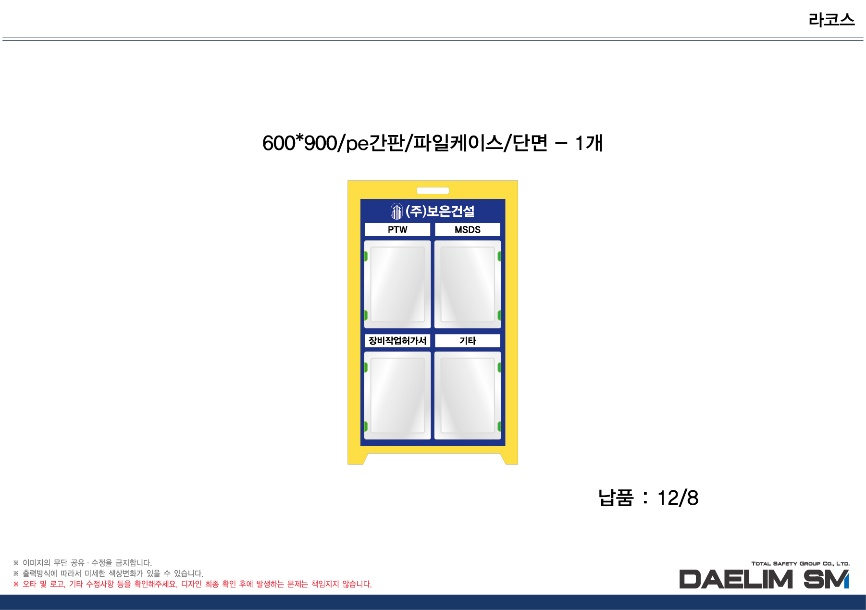 라코스
600*900/pe간판/파일케이스/단면 - 1개
(주)보은건설
PTW
MSDS
장비작업허가서
기타
납품 : 12/8
※ 이미지의 무단 공유 · 수정을 금지합니다.
※ 출력방식에 따라서 미세한 색상변화가 있을 수 있습니다.
※ 오타 및 로고, 기타 수정사항 등을 확인해주세요. 디자인 최종 확인 후에 발생하는 문제는 책임지지 않습니다.
TOTAL SAFETY GROUP CO., LTD.
DAELIM SM